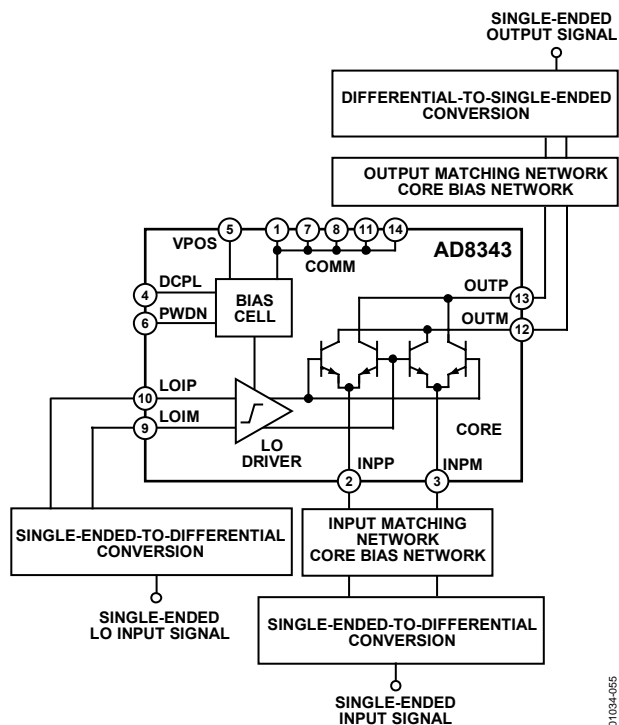 SINGLE-ENDED
OUTPUT SIGNAL
DIFFERENTIAL-TO-SINGLE-ENDED
CONVERSION
OUTPUT MATCHING NETWORK
CORE BIAS NETWORK
5
1
7
8
11
14
VPOS
COMM
AD8343
4
DCPL
6
PWDN
BIAS
CELL
OUTP
13
OUTM
12
10
LOIP
9
LOIM
LO
DRIVER
CORE
INPP
INPM
2
3
SINGLE-ENDED-TO-DIFFERENTIAL
CONVERSION
INPUT MATCHING
NETWORK
CORE BIAS NETWORK
SINGLE-ENDED
LO INPUT SIGNAL
SINGLE-ENDED-TO-DIFFERENTIAL
CONVERSION
SINGLE-ENDED
INPUT SIGNAL
01034-055